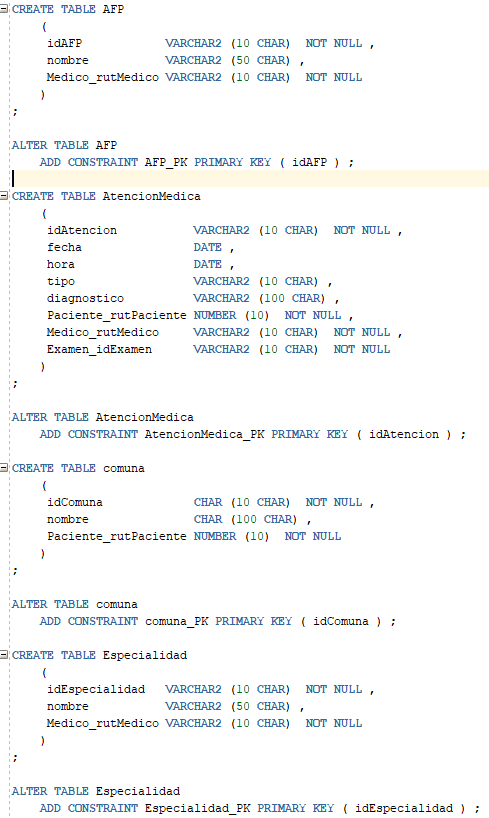 CREATE TABLE AFP
(
idAFP VARCHAR2 (10 CHAR) NOT NULL ,
nombre VARCHAR2 (50 CHAR) ,
Medico_rutMedico VARCHAR2 (10 CHAR) NOT NULL
)
;
ALTER TABLE AFP
ADD CONSTRAINT AFP_PK PRIMARY KEY ( idAFP ) ;
CREATE TABLE AtencionMedica
(
idAtencion VARCHAR2 (10 CHAR) NOT NULL ,
fecha DATE ,
hora DATE ,
tipo VARCHAR2 (10 CHAR) ,
diagnostico VARCHAR2 (100 CHAR) ,
Paciente_rutPaciente NUMBER (10) NOT NULL ,
Medico_rutMedico VARCHAR2 (10 CHAR) NOT NULL ,
Examen_idExamen VARCHAR2 (10 CHAR) NOT NULL
)
;
ALTER TABLE AtencionMedica
ADD CONSTRAINT AtencionMedica_PK PRIMARY KEY ( idAtencion ) ;
CREATE TABLE comuna
(
idComuna CHAR (10 CHAR) NOT NULL ,
nombre CHAR (100 CHAR) ,
Paciente_rutPaciente NUMBER (10) NOT NULL
)
;
ALTER TABLE comuna
ADD CONSTRAINT comuna_PK PRIMARY KEY ( idComuna ) ;
CREATE TABLE Especialidad
(
idEspecialidad VARCHAR2 (10 CHAR) NOT NULL ,
nombre VARCHAR2 (50 CHAR) ,
Medico_rutMedico VARCHAR2 (10 CHAR) NOT NULL
)
;
ALTER TABLE Especialidad
ADD CONSTRAINT Especialidad_PK PRIMARY KEY ( idEspecialidad ) ;